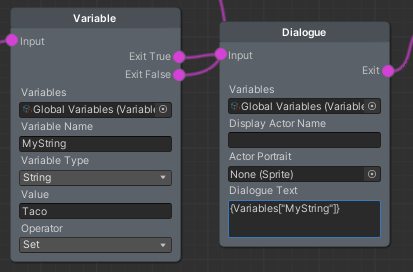 Variable
Input
Exit True
Exit False
Variables
Global Variables (Variable
Variable Name
MyString
Variable Type
String
Value
Taco
Operator
Set
Dialogue
Input
Exit
Variables
Global Variables (Variable
Display Actor Name
Actor Portrait
None (Sprite)
Dialogue Text
{Variables["MyString"]}